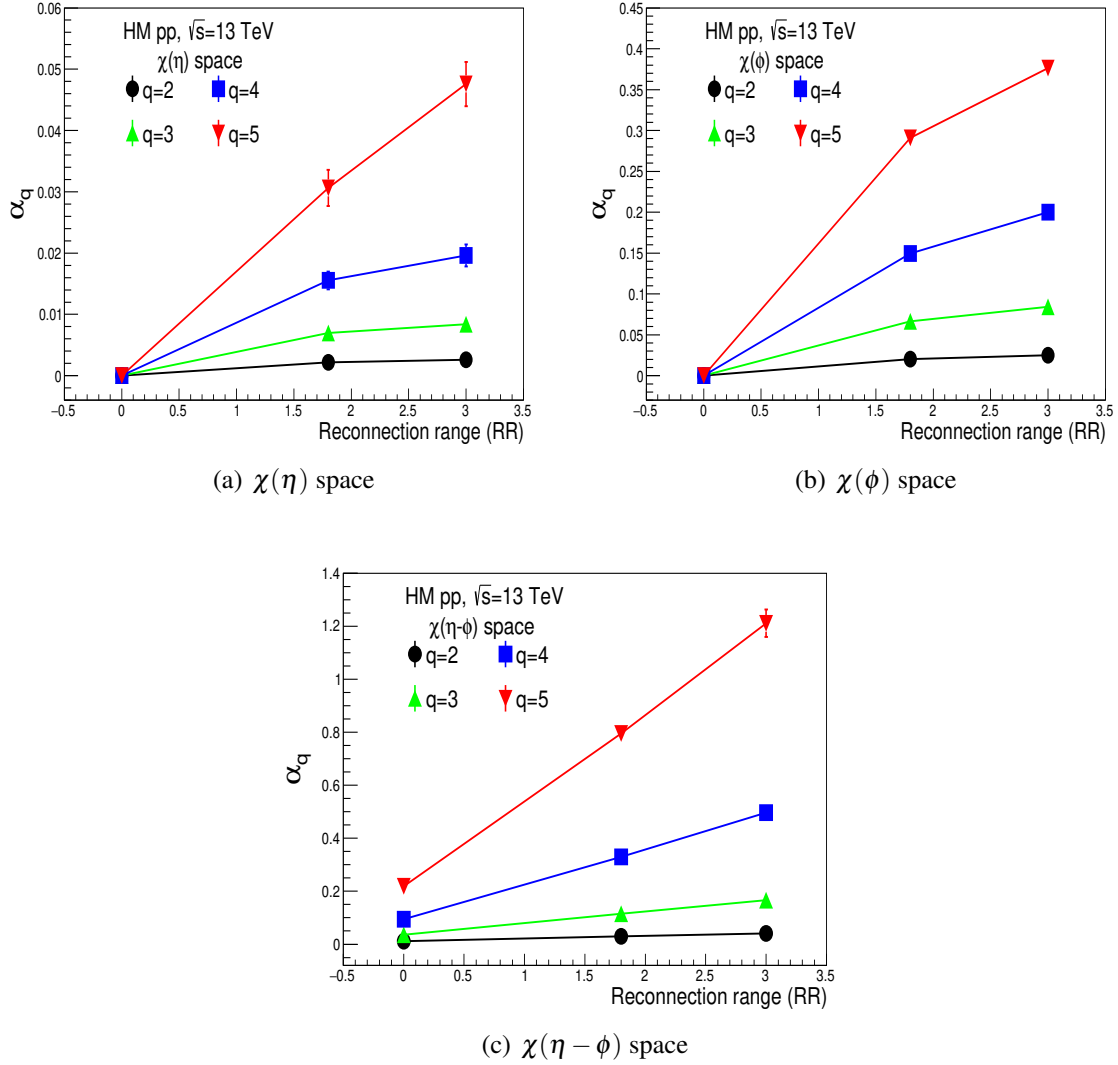 HM pp, √s=13 TeV
χ(η) space
q=2 q=4
q=3 q=5
0.06
0.05
0.04
0.03
0.02
0.01
0
α_q
−0.5 0 0.5 1 1.5 2 2.5 3 3.5
Reconnection range (RR)
(a) χ(η) space
HM pp, √s=13 TeV
χ(ϕ) space
q=2 q=4
q=3 q=5
0.45
0.4
0.35
0.3
0.25
0.2
0.15
0.1
0.05
0
α_q
−0.5 0 0.5 1 1.5 2 2.5 3 3.5
Reconnection range (RR)
(b) χ(ϕ) space
HM pp, √s=13 TeV
χ(η-ϕ) space
q=2 q=4
q=3 q=5
1.4
1.2
1
0.8
0.6
0.4
0.2
0
α_q
−0.5 0 0.5 1 1.5 2 2.5 3 3.5
Reconnection range (RR)
(c) χ(η − ϕ) space